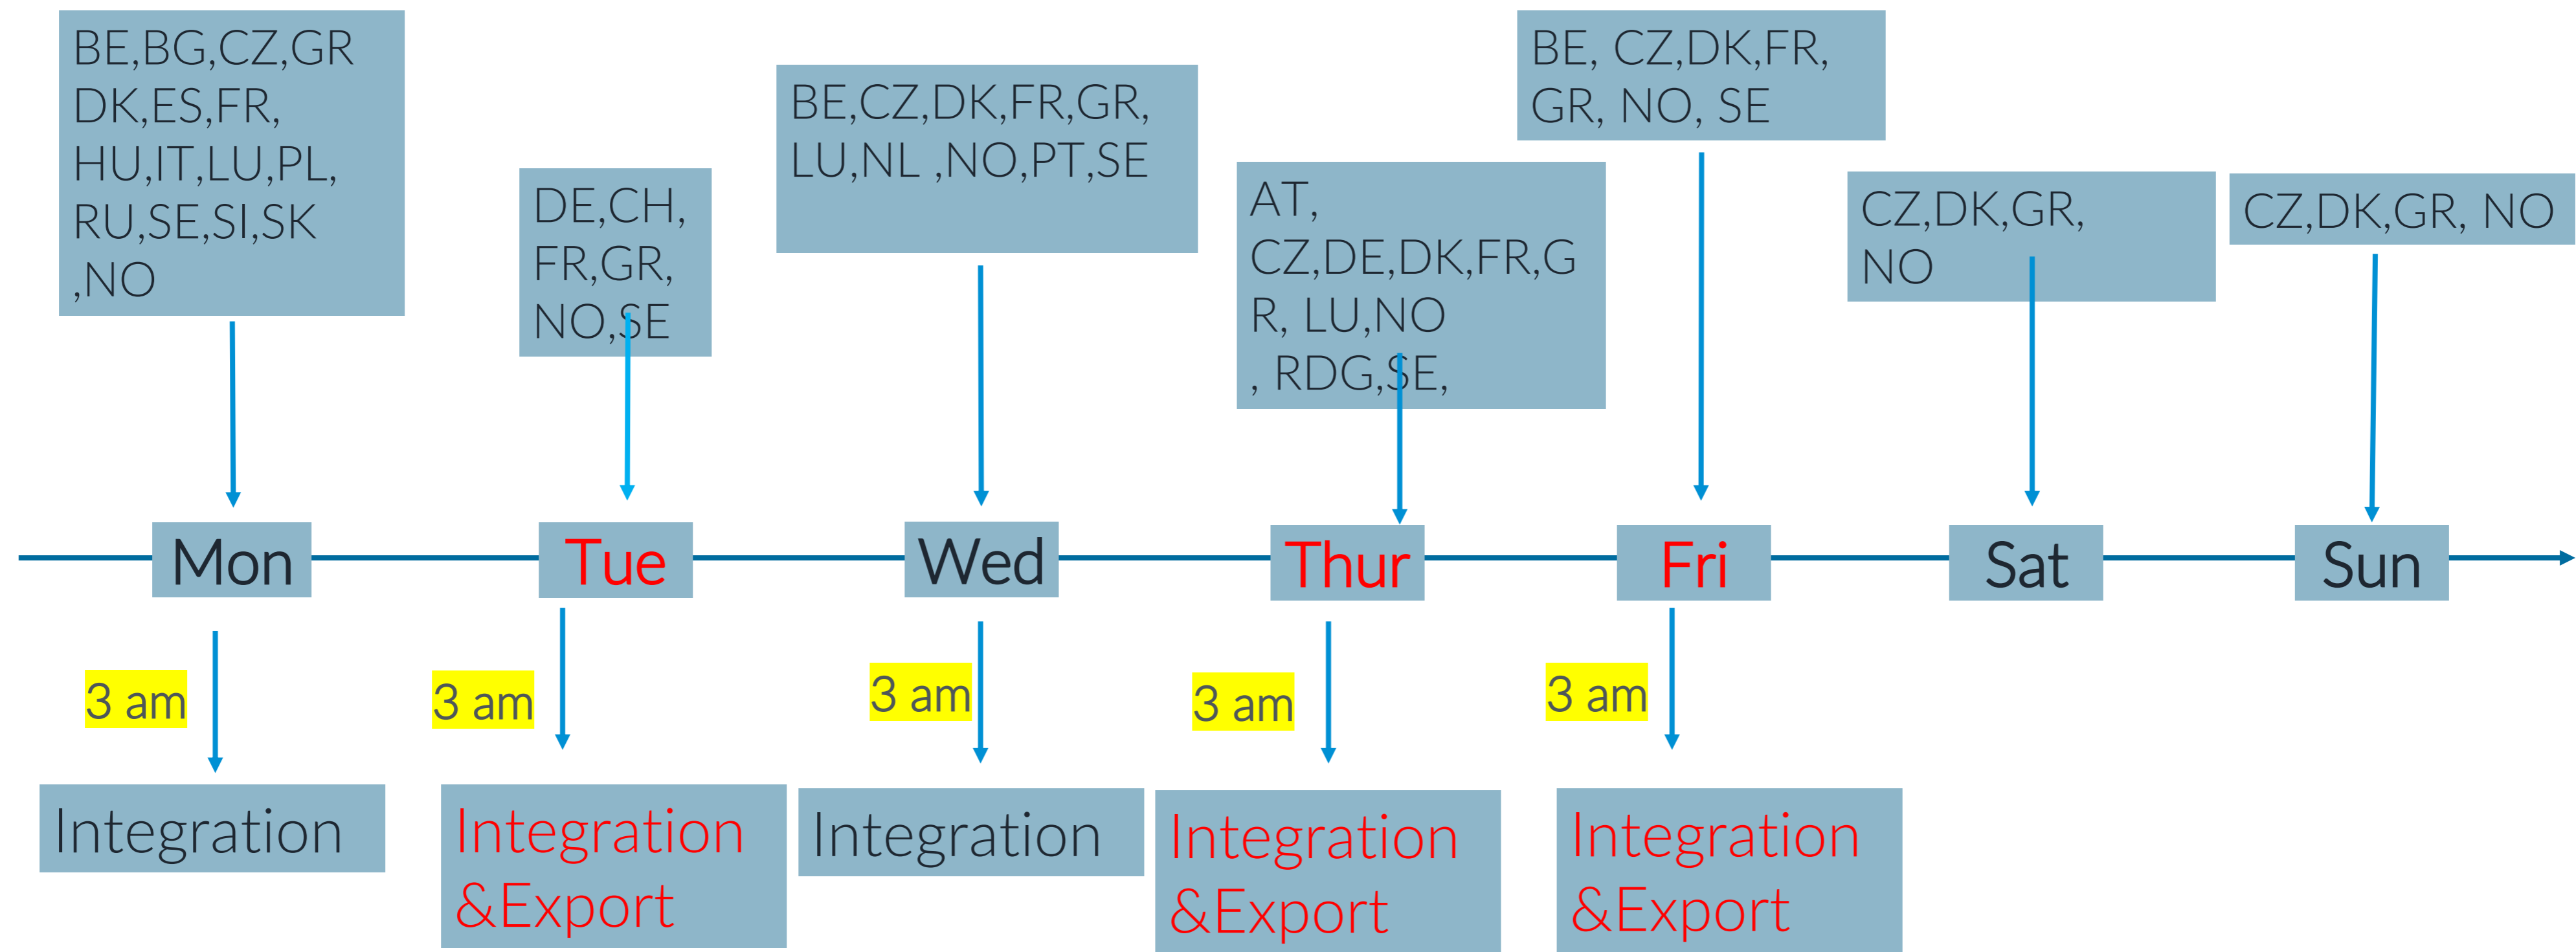 BE,BG,CZ,GR
DK,ES,FR,
HU,IT,LU,PL,
RU,SE,SI,SK
,NO
DE,CH,
FR,GR,
NO,SE
BE,CZ,DK,FR,GR,
LU,NL ,NO,PT,SE
AT,
CZ,DE,DK,FR,G
R, LU,NO
, RDG,SE,
BE, CZ,DK,FR,
GR, NO, SE
CZ,DK,GR,
NO
CZ,DK,GR, NO
Mon
Tue
Wed
Thur
Fri
Sat
Sun
3 am
3 am
3 am
3 am
3 am
Integration
Integration
&Export
Integration
Integration
&Export
Integration
&Export